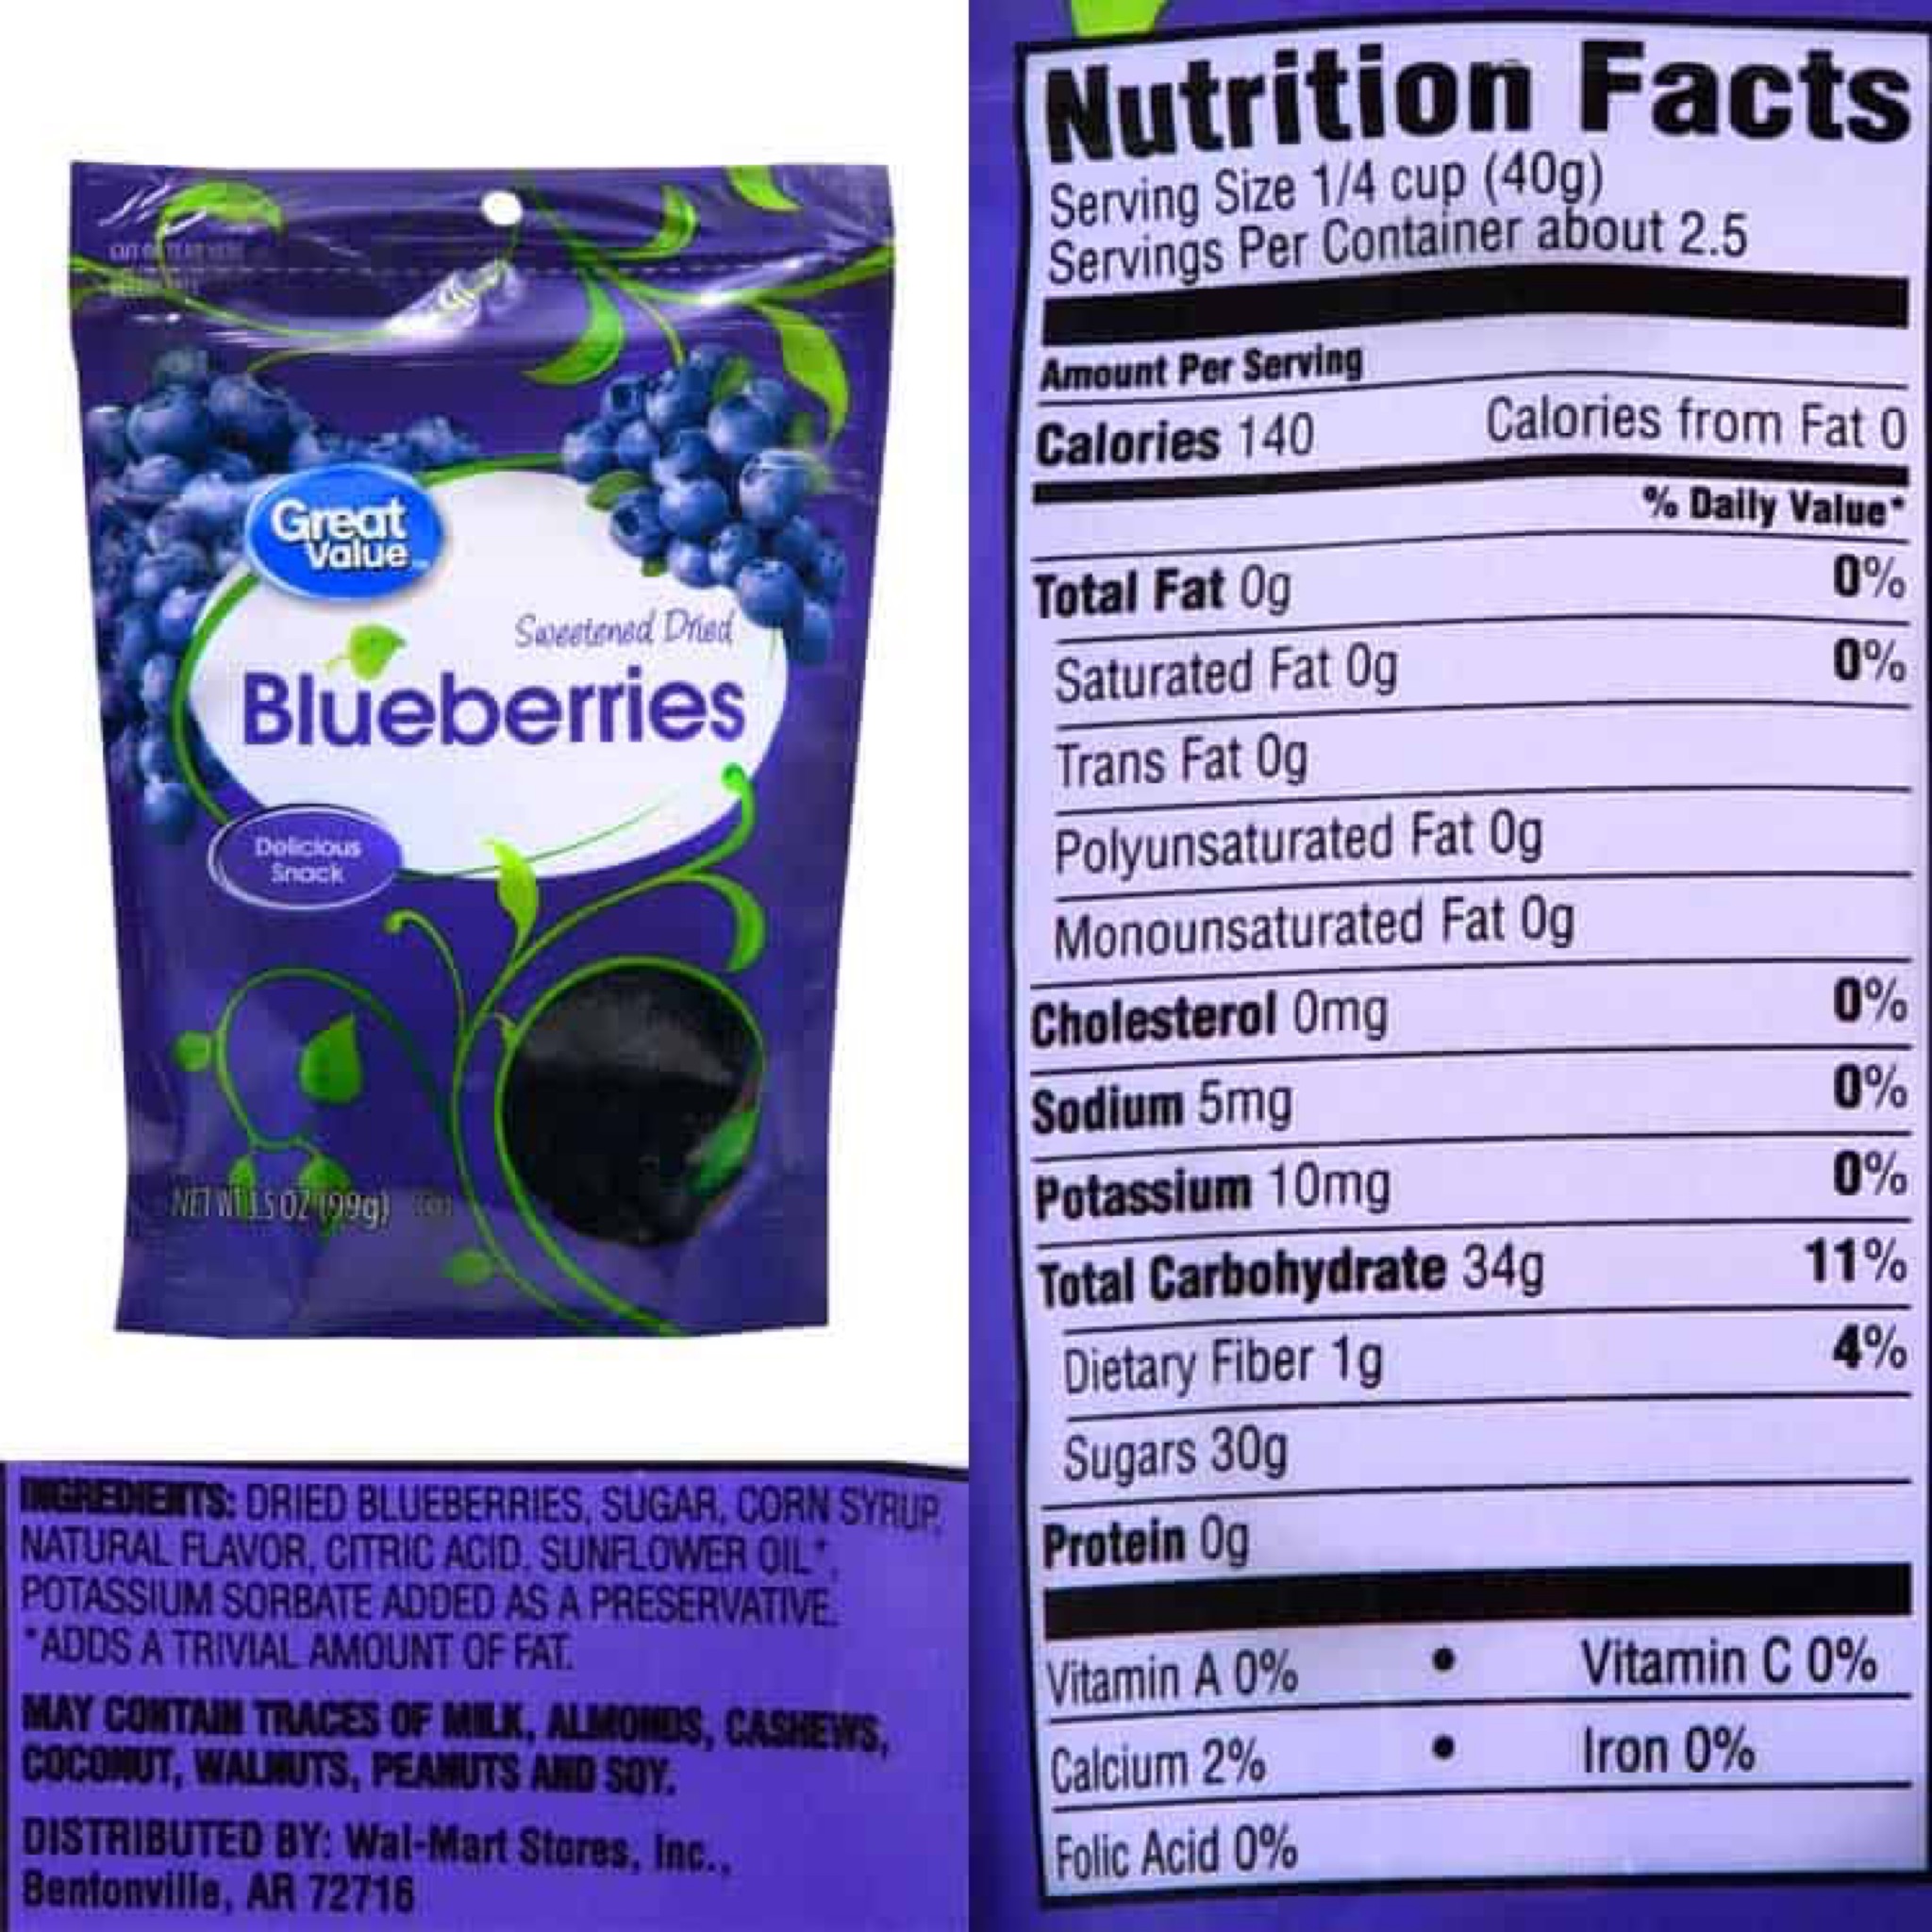 Great
Value
Sweetened Dried
Blueberries
Delicious
Snack
NET WT 3.5 OZ (99g)
INGREDIENTS: DRIED BLUEBERRIES, SUGAR, CORN SYRUP,
NATURAL FLAVOR, CITRIC ACID, SUNFLOWER OIL*,
POTASSIUM SORBATE ADDED AS A PRESERVATIVE.
*ADDS A TRIVIAL AMOUNT OF FAT.
MAY CONTAIN TRACES OF MILK, ALMONDS, CASHEWS,
COCONUT, WALNUTS, PEANUTS AND SOY.
DISTRIBUTED BY: Wal-Mart Stores, Inc.,
Bentonville, AR 72716
Nutrition Facts
Serving Size 1/4 cup (40g)
Servings Per Container about 2.5
Amount Per Serving
Calories 140 Calories from Fat 0
% Daily Value*
Total Fat 0g 0%
Saturated Fat 0g 0%
Trans Fat 0g
Polyunsaturated Fat 0g
Monounsaturated Fat 0g
Cholesterol 0mg 0%
Sodium 5mg 0%
Potassium 10mg 0%
Total Carbohydrate 34g 11%
Dietary Fiber 1g 4%
Sugars 30g
Protein 0g
Vitamin A 0% • Vitamin C 0%
Calcium 2% • Iron 0%
Folic Acid 0%